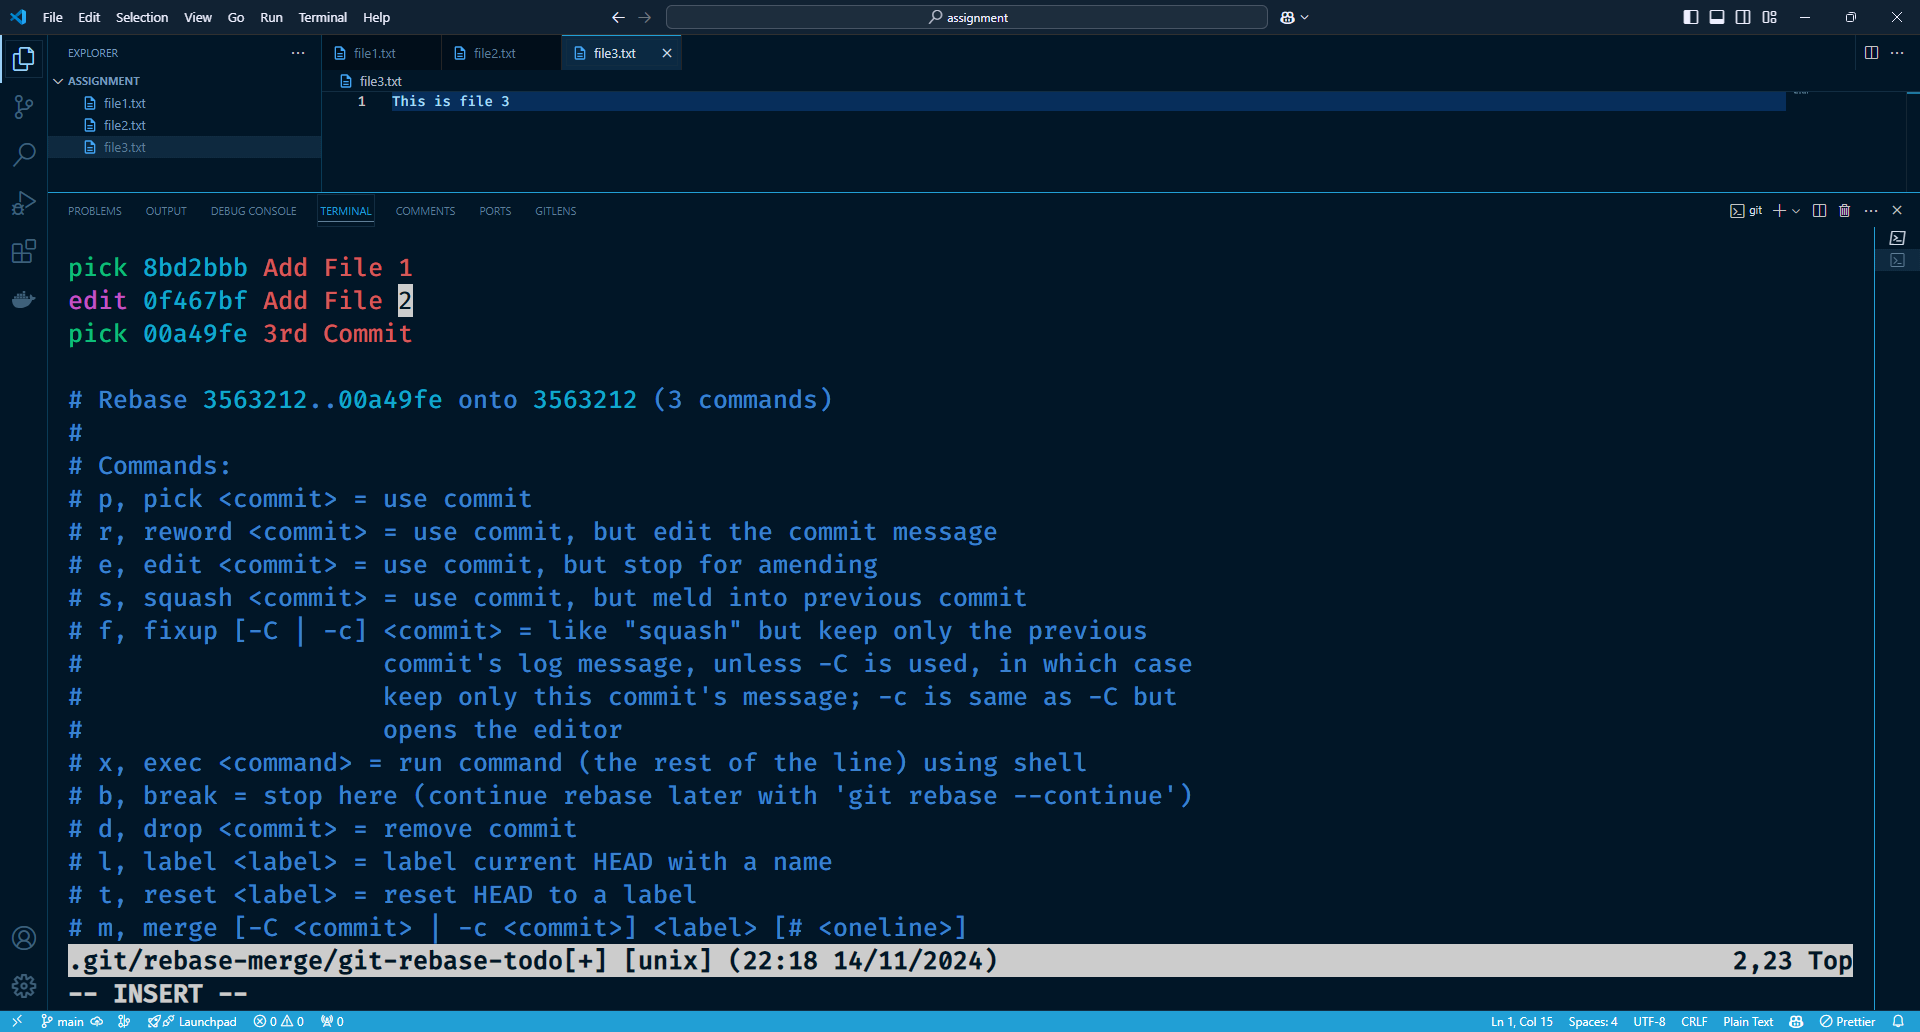 File Edit Selection View Go Run Terminal Help
assignment
EXPLORER
ASSIGNMENT
file1.txt
file2.txt
file3.txt
file1.txt file2.txt file3.txt
file3.txt
1 This is file 3
PROBLEMS OUTPUT DEBUG CONSOLE TERMINAL COMMENTS PORTS GITLENS
git
pick 8bd2bbb Add File 1
edit 0f467bf Add File 2
pick 00a49fe 3rd Commit
# Rebase 3563212..00a49fe onto 3563212 (3 commands)
#
# Commands:
# p, pick <commit> = use commit
# r, reword <commit> = use commit, but edit the commit message
# e, edit <commit> = use commit, but stop for amending
# s, squash <commit> = use commit, but meld into previous commit
# f, fixup [-C | -c] <commit> = like "squash" but keep only the previous
# commit's log message, unless -C is used, in which case
# keep only this commit's message; -c is same as -C but
# opens the editor
# x, exec <command> = run command (the rest of the line) using shell
# b, break = stop here (continue rebase later with 'git rebase --continue')
# d, drop <commit> = remove commit
# l, label <label> = label current HEAD with a name
# t, reset <label> = reset HEAD to a label
# m, merge [-C <commit> | -c <commit>] <label> [# <oneline>]
.git/rebase-merge/git-rebase-todo[+] [unix] (22:18 14/11/2024) 2,23 Top
-- INSERT --
main Launchpad 0 0 0 Ln 1, Col 15 Spaces: 4 UTF-8 CRLF Plain Text Prettier